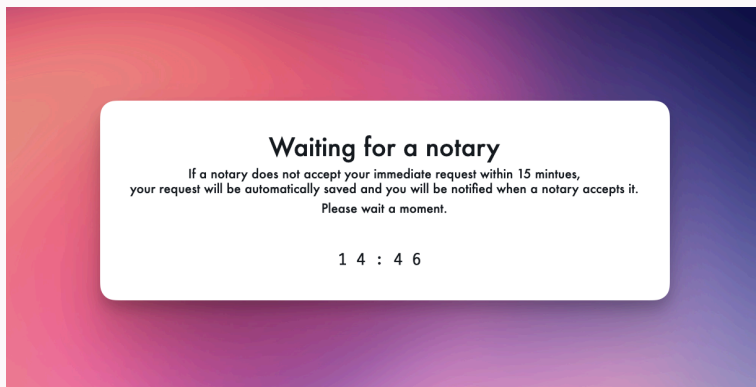 Waiting for a notary
If a notary does not accept your immediate request within 15 mintues,
your request will be automatically saved and you will be notified when a notary accepts it.
Please wait a moment.
14:46